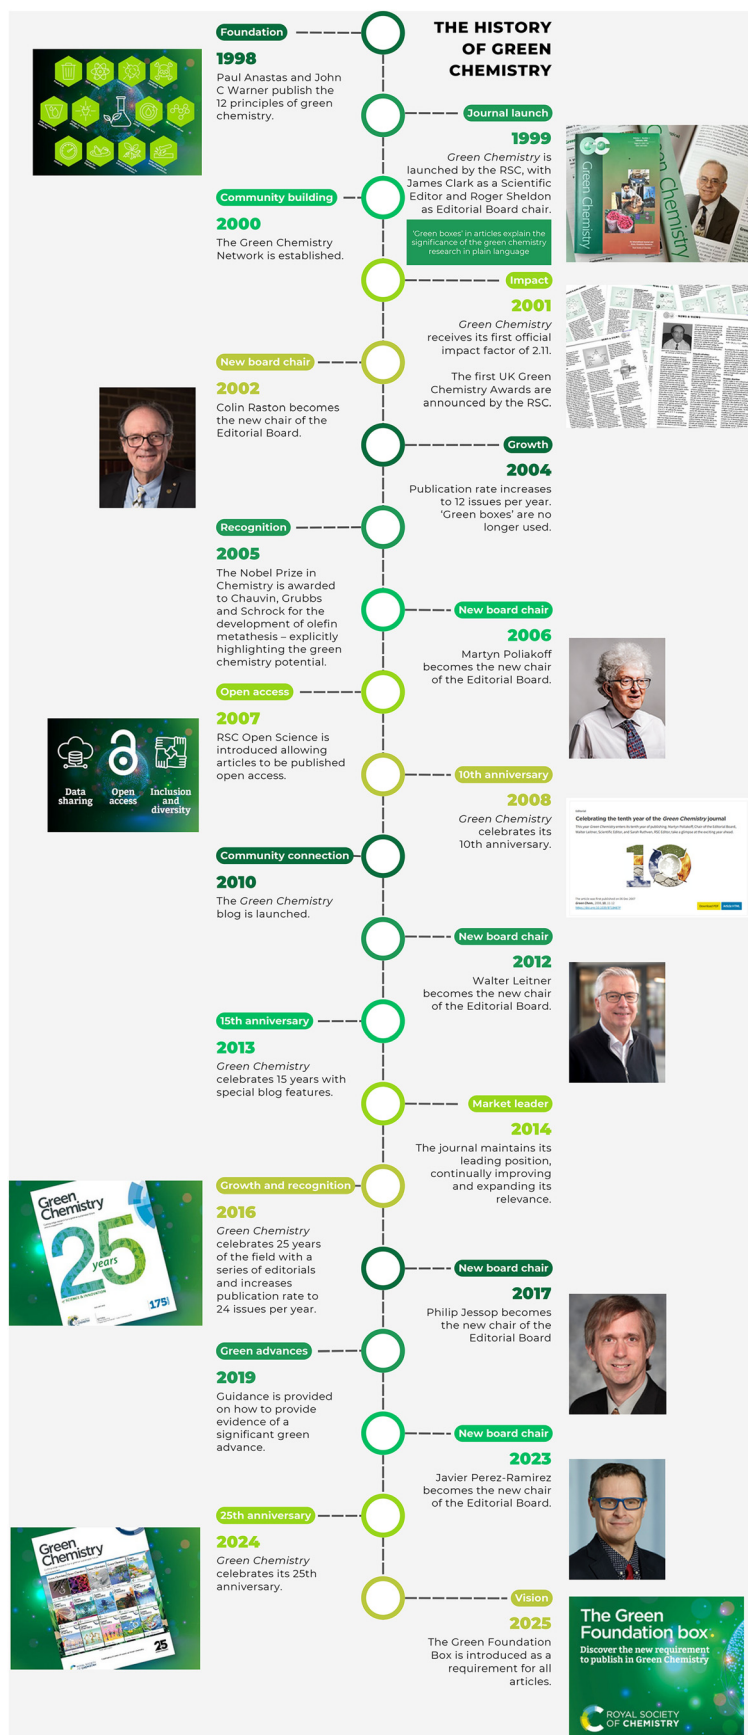 THE HISTORY
OF GREEN
CHEMISTRY
Foundation
1998
Paul Anastas and John
C Warner publish the
12 principles of green
chemistry.
Journal launch
1999
Green Chemistry is
launched by the RSC, with
James Clark as a Scientific
Editor and Roger Sheldon
as Editorial Board chair.
'Green boxes' in articles explain the
significance of the green chemistry
research in plain language
Green Chemistry
Community building
2000
The Green Chemistry
Network is established.
Impact
2001
Green Chemistry
receives its first official
impact factor of 2.11.
The first UK Green
Chemistry Awards are
announced by the RSC.
New board chair
2002
Colin Raston becomes
the new chair of the
Editorial Board.
Growth
2004
Publication rate increases
to 12 issues per year.
‘Green boxes’ are no
longer used.
Recognition
2005
The Nobel Prize in
Chemistry is awarded
to Chauvin, Grubbs
and Schrock for the
development of olefin
metathesis – explicitly
highlighting the green
chemistry potential.
New board chair
2006
Martyn Poliakoff
becomes the new chair
of the Editorial Board.
Open access
2007
RSC Open Science is
introduced allowing
articles to be published
open access.
Data
sharing
Open
access
Inclusion
and
diversity
10th anniversary
2008
Green Chemistry
celebrates its
10th anniversary.
Celebrating the tenth year of the Green Chemistry journal
10
Community connection
2010
The Green Chemistry
blog is launched.
New board chair
2012
Walter Leitner
becomes the new chair
of the Editorial Board.
15th anniversary
2013
Green Chemistry
celebrates 15 years with
special blog features.
Market leader
2014
The journal maintains its
leading position,
continually improving
and expanding its
relevance.
Growth and recognition
2016
Green Chemistry
celebrates 25 years
of the field with a
series of editorials
and increases
publication rate to
24 issues per year.
Green
Chemistry
25
years
175
New board chair
2017
Philip Jessop becomes
the new chair of the
Editorial Board
Green advances
2019
Guidance is provided
on how to provide
evidence of a
significant green
advance.
New board chair
2023
Javier Perez-Ramirez
becomes the new chair
of the Editorial Board.
25th anniversary
2024
Green Chemistry
celebrates its 25th
anniversary.
Green
Chemistry
25
Vision
2025
The Green Foundation
Box is introduced as a
requirement for all
articles.
The Green
Foundation box
Discover the new requirement
to publish in Green Chemistry
ROYAL SOCIETY
OF CHEMISTRY